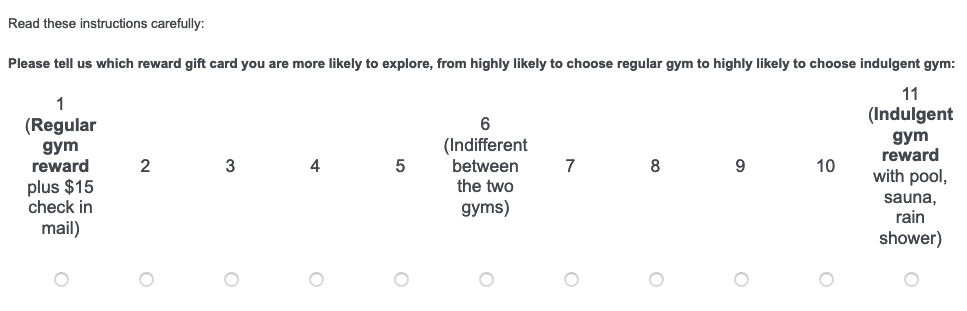 Read these instructions carefully:
Please tell us which reward gift card you are more likely to explore, from highly likely to choose regular gym to highly likely to choose indulgent gym:
1
(Regular
gym
reward
plus $15
check in
mail)
2
3
4
5
6
(Indifferent
between
the two
gyms)
7
8
9
10
11
(Indulgent
gym
reward
with pool,
sauna,
rain
shower)